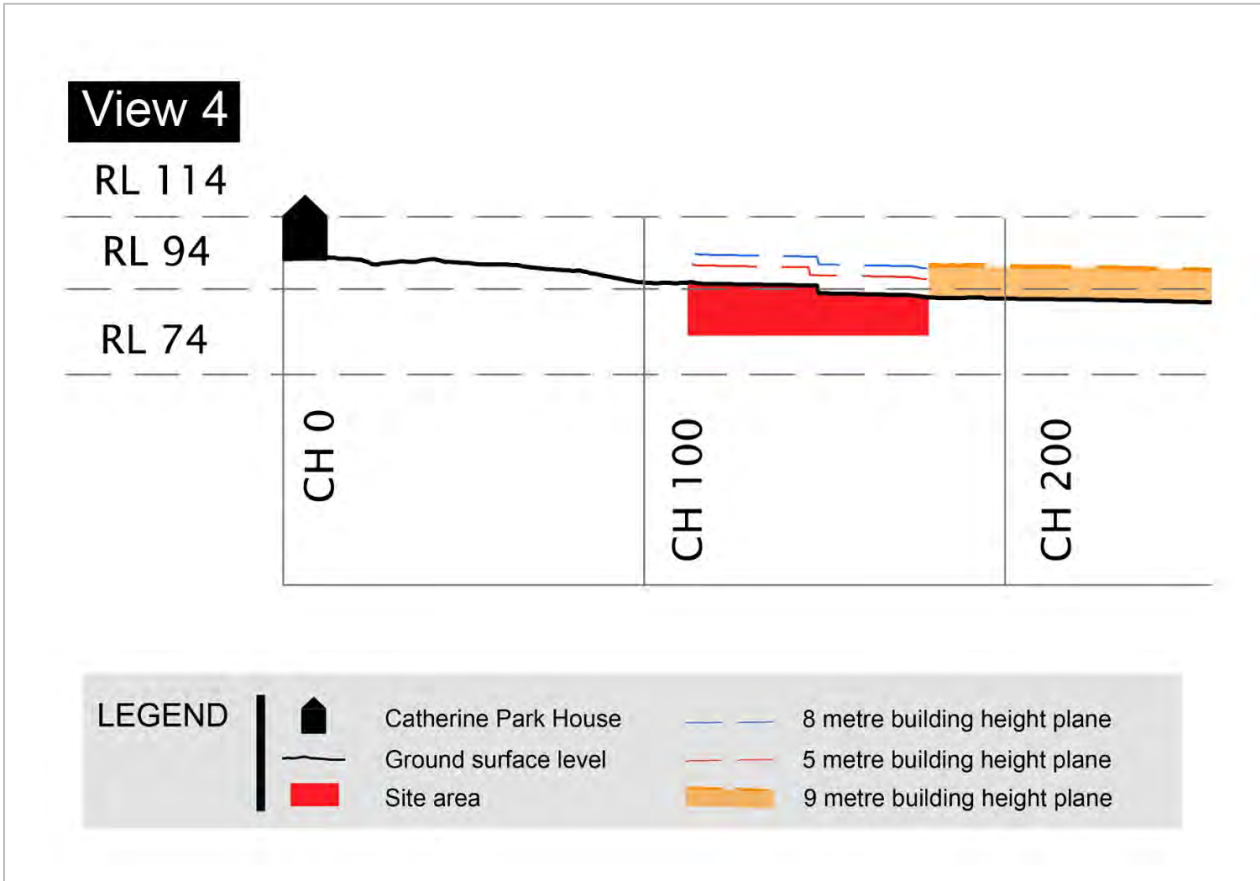 View 4
RL 114
RL 94
RL 74
CH 0
CH 100
CH 200
LEGEND
Catherine Park House
Ground surface level
Site area
8 metre building height plane
5 metre building height plane
9 metre building height plane